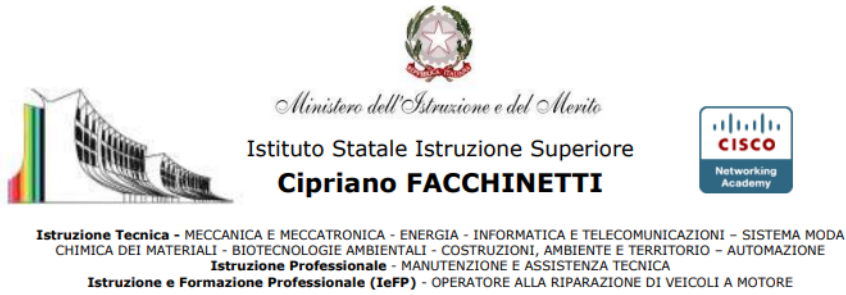 REPVBBLICA ITALIANA
Ministero dell'Istruzione e del Merito
Istituto Statale Istruzione Superiore
Cipriano FACCHINETTI
CISCO
Networking
Academy
Istruzione Tecnica - MECCANICA E MECCATRONICA - ENERGIA - INFORMATICA E TELECOMUNICAZIONI – SISTEMA MODA
CHIMICA DEI MATERIALI - BIOTECNOLOGIE AMBIENTALI - COSTRUZIONI, AMBIENTE E TERRITORIO – AUTOMAZIONE
Istruzione Professionale - MANUTENZIONE E ASSISTENZA TECNICA
Istruzione e Formazione Professionale (IeFP) - OPERATORE ALLA RIPARAZIONE DI VEICOLI A MOTORE